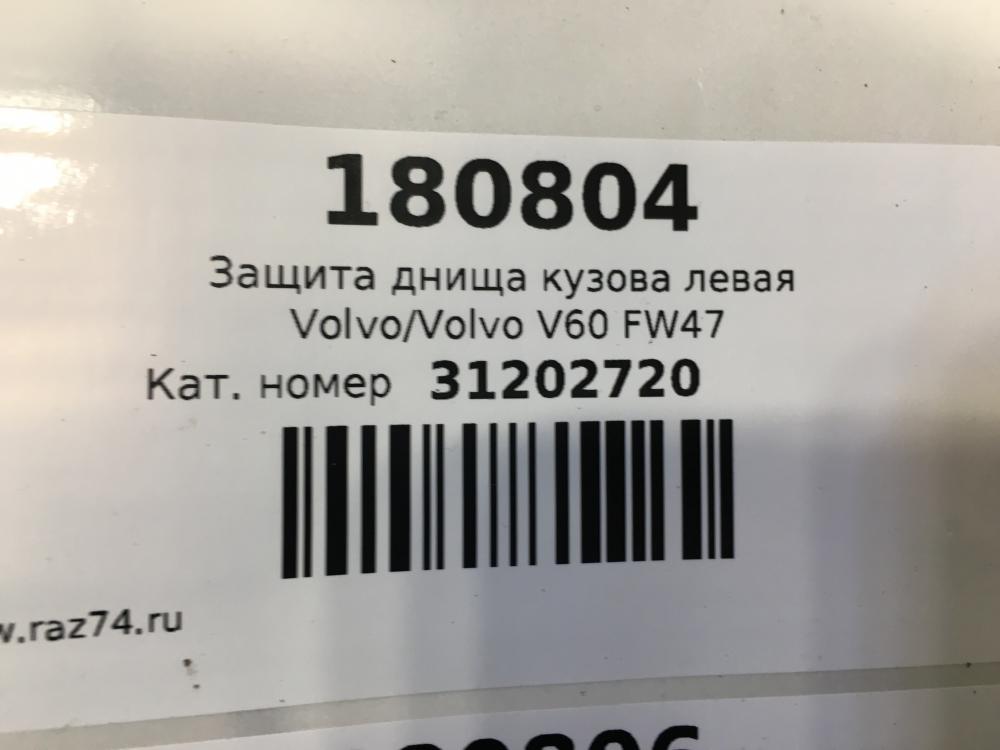 180804
Защита днища кузова левая
Volvo/Volvo V60 FW47
Кат. номер 31202720
w.raz74.ru